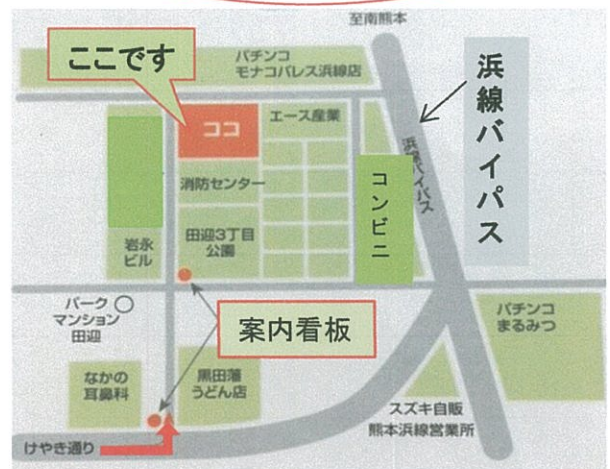 至南熊本
ここです
パチンコ
モナコパレス浜線店
浜線バイパス
ココ
エース産業
浜線バイパス
消防センター
コンビニ
岩永
ビル
田迎3丁目
公園
パーク
マンション
田迎
案内看板
パチンコ
まるみつ
なかの
耳鼻科
黒田藩
うどん店
スズキ自販
熊本浜線営業所
けやき通り